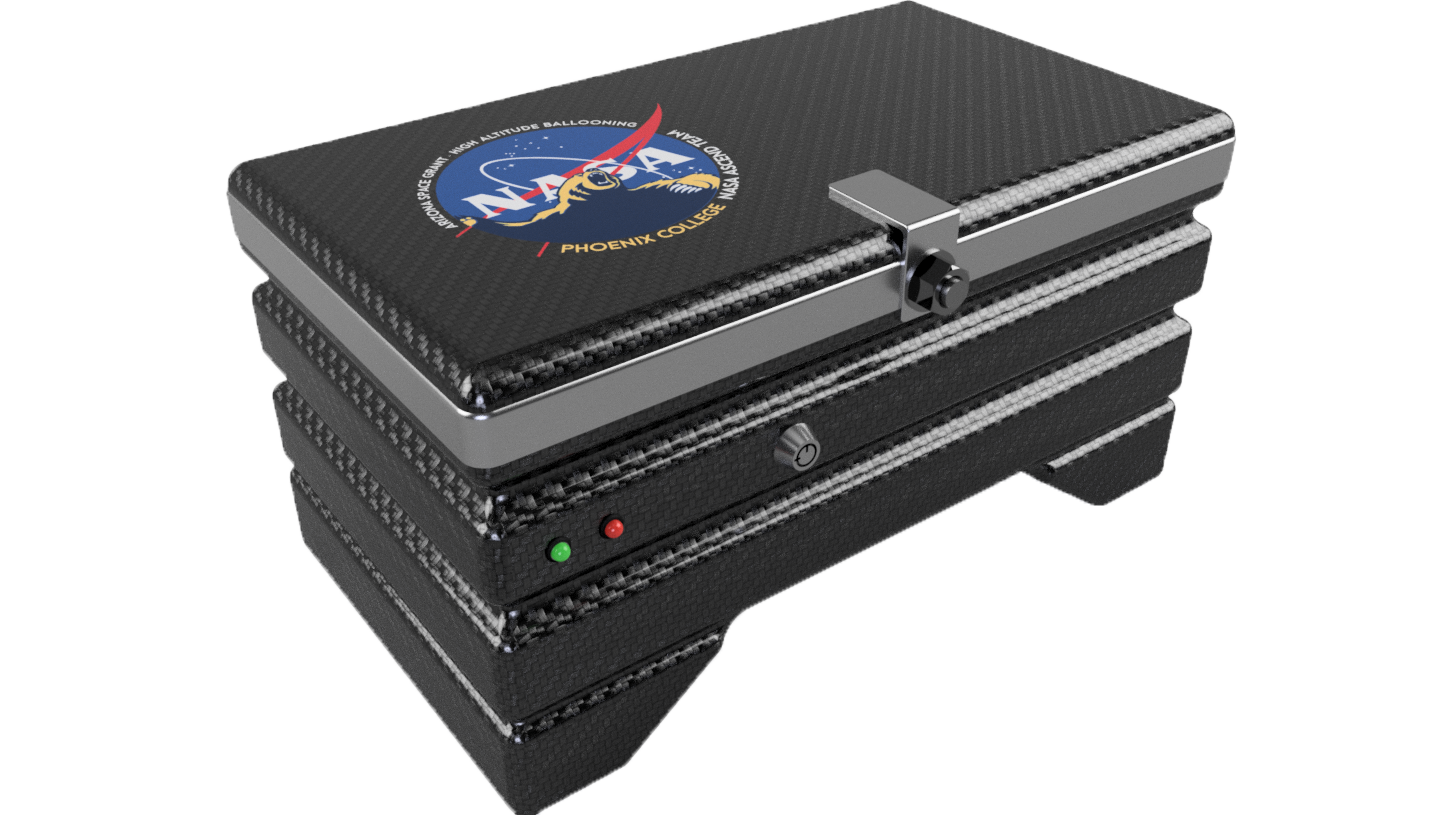 ARIZONA SPACE GRANT · HIGH ALTITUDE BALLOONING
NASA
NASA ASCEND TEAM
PHOENIX COLLEGE